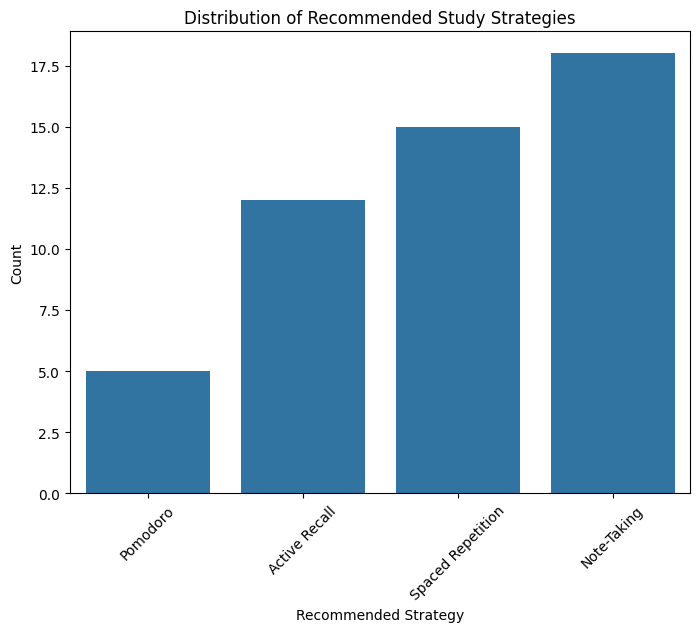 Distribution of Recommended Study Strategies
Count
17.5
15.0
12.5
10.0
7.5
5.0
2.5
0.0
Pomodoro
Active Recall
Spaced Repetition
Note-Taking
Recommended Strategy